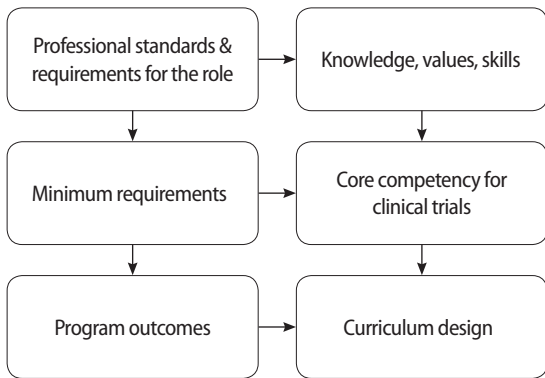 Professional standards &
requirements for the role
Knowledge, values, skills
Minimum requirements
Core competency for
clinical trials
Program outcomes
Curriculum design